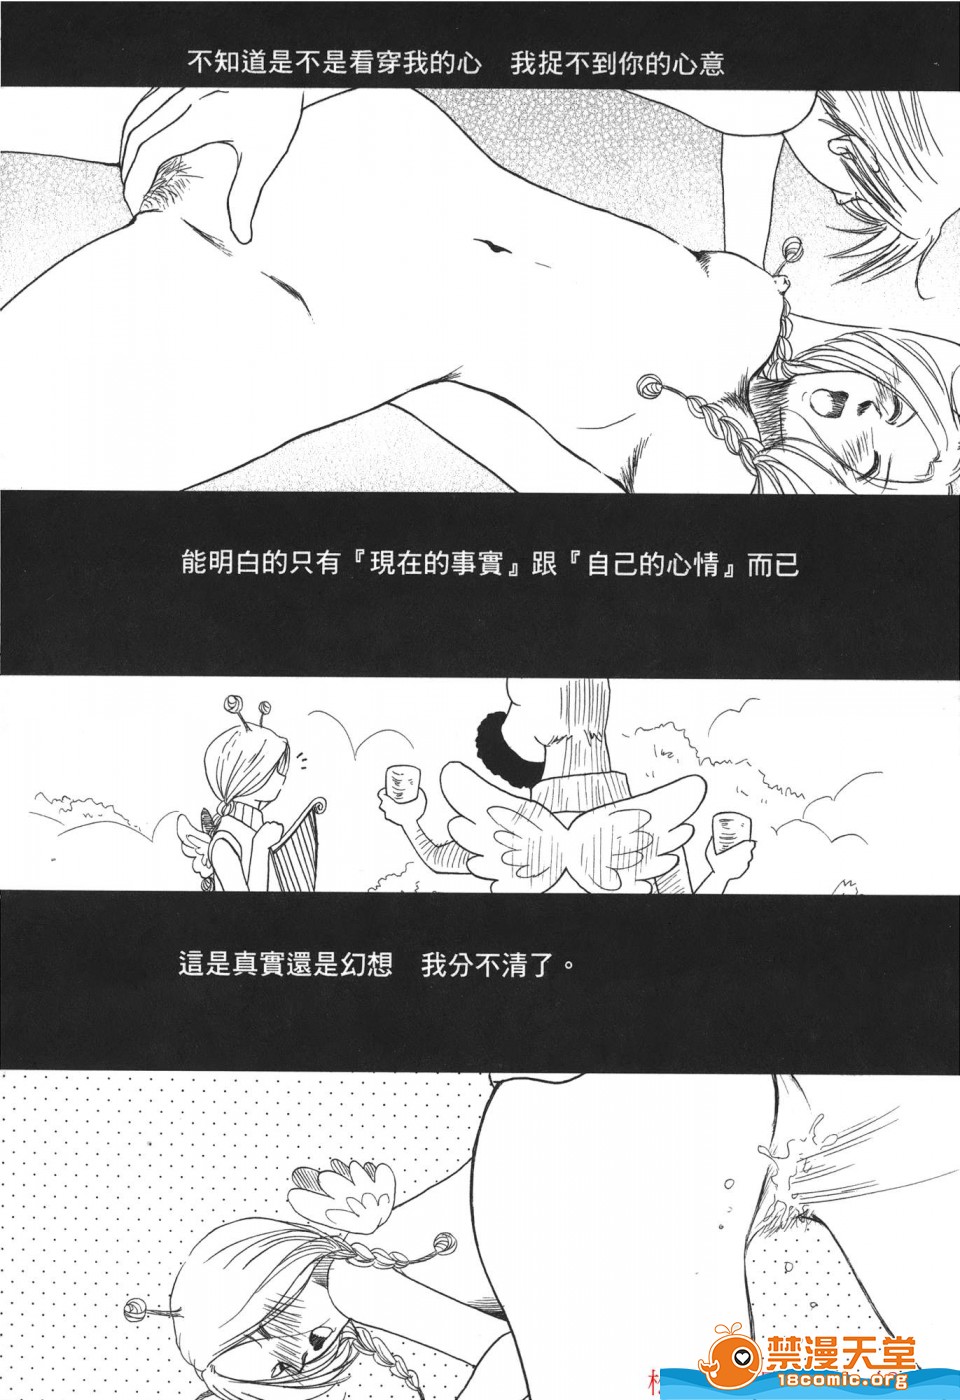 不知道是不是看穿我的心　我捉不到你的心意
能明白的只有『現在的事實』跟『自己的心情』而已
這是真實還是幻想　我分不清了。
禁漫天堂
18comic.org